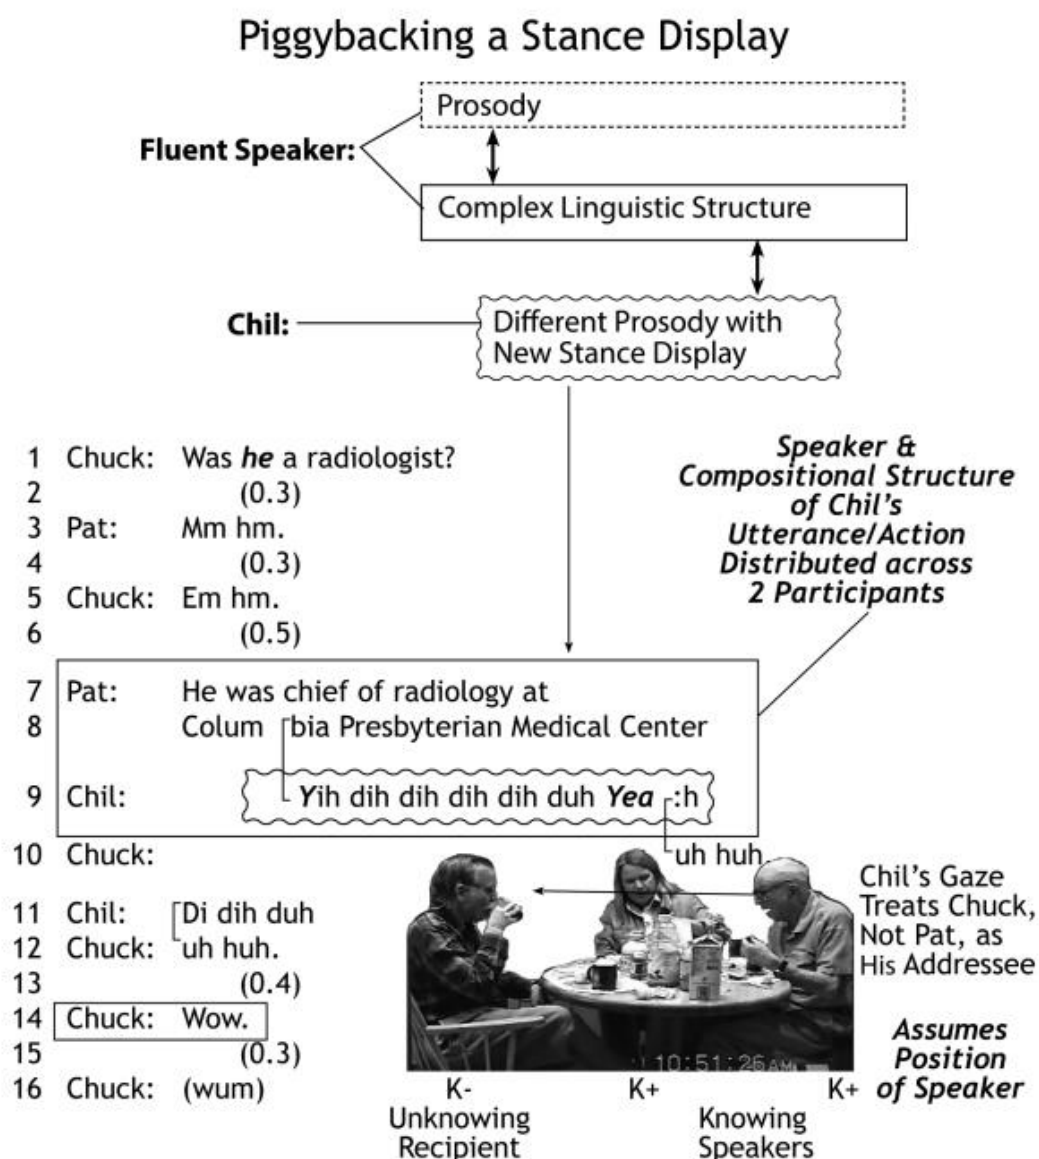 Piggybacking a Stance Display
Prosody
Fluent Speaker:
Complex Linguistic Structure
Chil:
Different Prosody with
New Stance Display
1 Chuck: Was he a radiologist?
2 (0.3)
3 Pat: Mm hm.
4 (0.3)
5 Chuck: Em hm.
6 (0.5)
Speaker &
Compositional Structure
of Chil's
Utterance/Action
Distributed across
2 Participants
7 Pat: He was chief of radiology at
8 Colum bia Presbyterian Medical Center
9 Chil: Yih dih dih dih dih duh Yea :h
10 Chuck: uh huh.
11 Chil: Di dih duh
12 Chuck: uh huh.
13 (0.4)
14 Chuck: Wow.
15 (0.3)
16 Chuck: (wum)
Chil's Gaze
Treats Chuck,
Not Pat, as
His Addressee
10:51:26AM
Assumes
Position
of Speaker
K- K+ K+
Unknowing
Recipient
Knowing
Speakers